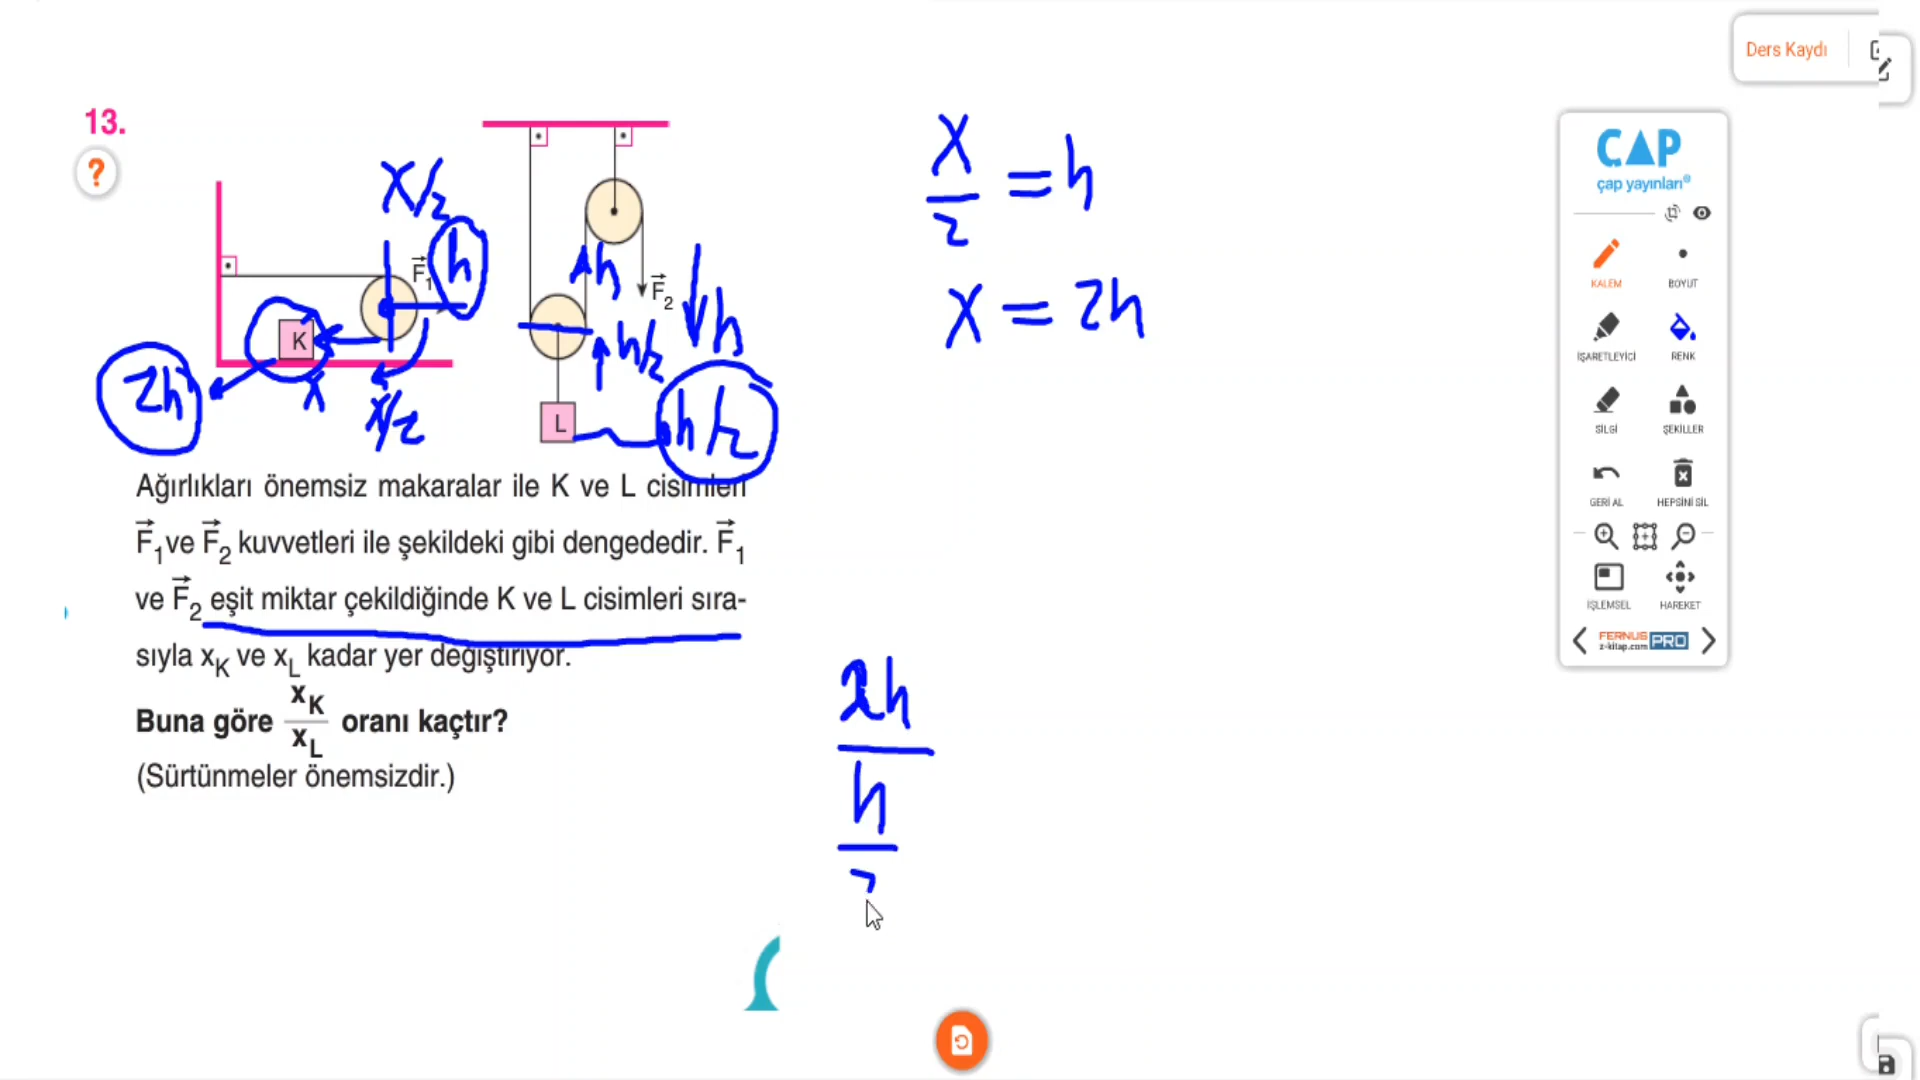 Ders Kaydı
13.
?
X/2
F1
h
F2
h
h/2
h
K
x
x/2
2h
L
h/2
Ağırlıkları önemsiz makaralar ile K ve L cisimleri
F1 ve F2 kuvvetleri ile şekildeki gibi dengededir. F1
ve F2 eşit miktar çekildiğinde K ve L cisimleri sıra-
sıyla xK ve xL kadar yer değiştiriyor.
Buna göre xK/xL oranı kaçtır?
(Sürtünmeler önemsizdir.)
X/2 = h
X = 2h
2h
h
2
ÇAP
çap yayınları®
KALEM
BOYUT
İŞARETLEYİCİ
RENK
SİLGİ
ŞEKİLLER
GERİ AL
HEPSİNİ SİL
İŞLEMSEL
HAREKET
FERNUS PRO
z-kitap.com